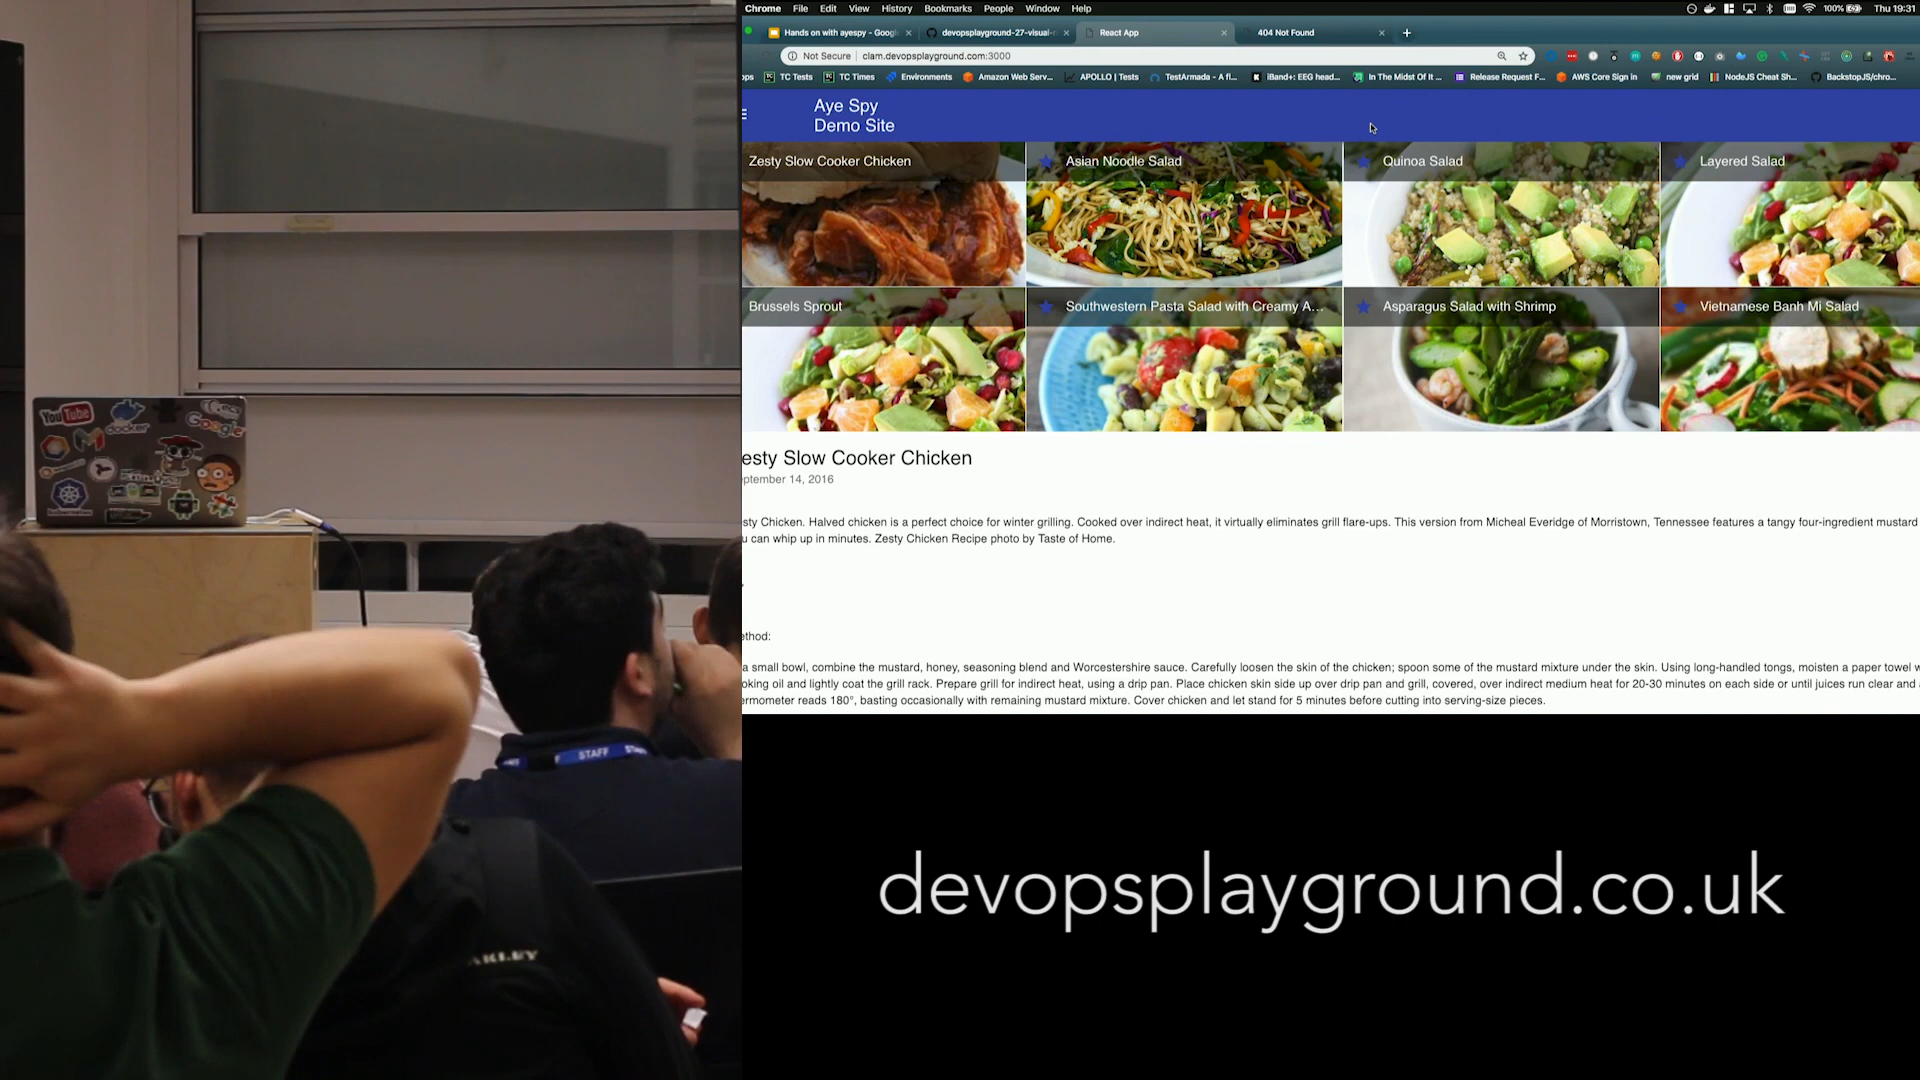 Chrome File Edit View History Bookmarks People Window Help 100% Thu 19:31
Hands on with ayespy - Googl devopsplayground-27-visual-r React App 404 Not Found
Not Secure clam.devopsplayground.com:3000
ps TC Tests TC Times Environments Amazon Web Serv... APOLLO | Tests TestArmada - A fl... iBand+: EEG head... In The Midst Of It ... Release Request F... AWS Core Sign in new grid NodeJS Cheat Sh... BackstopJS/chro...
Aye Spy
Demo Site
Zesty Slow Cooker Chicken Asian Noodle Salad Quinoa Salad Layered Salad
Brussels Sprout Southwestern Pasta Salad with Creamy A... Asparagus Salad with Shrimp Vietnamese Banh Mi Salad
esty Slow Cooker Chicken
ptember 14, 2016
sty Chicken. Halved chicken is a perfect choice for winter grilling. Cooked over indirect heat, it virtually eliminates grill flare-ups. This version from Micheal Everidge of Morristown, Tennessee features a tangy four-ingredient mustard
u can whip up in minutes. Zesty Chicken Recipe photo by Taste of Home.
ethod:
a small bowl, combine the mustard, honey, seasoning blend and Worcestershire sauce. Carefully loosen the skin of the chicken; spoon some of the mustard mixture under the skin. Using long-handled tongs, moisten a paper towel w
oking oil and lightly coat the grill rack. Prepare grill for indirect heat, using a drip pan. Place chicken skin side up over drip pan and grill, covered, over indirect medium heat for 20-30 minutes on each side or until juices run clear and a
ermometer reads 180°, basting occasionally with remaining mustard mixture. Cover chicken and let stand for 5 minutes before cutting into serving-size pieces.
devopsplayground.co.uk
YouTube
docker
Google
STAFF
AKLEY